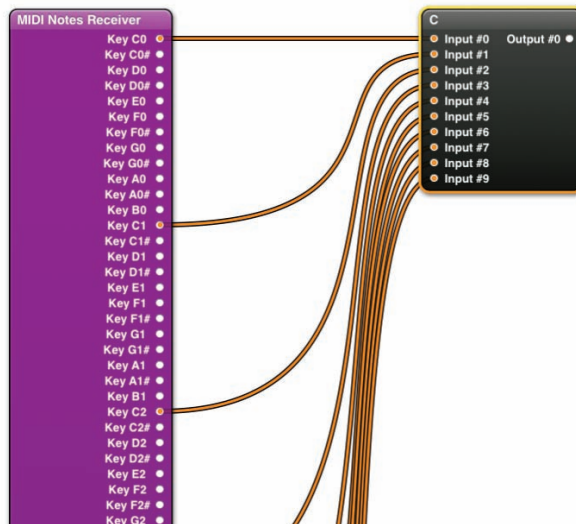 MIDI Notes Receiver
Key C0
Key C0#
Key D0
Key D0#
Key E0
Key F0
Key F0#
Key G0
Key G0#
Key A0
Key A0#
Key B0
Key C1
Key C1#
Key D1
Key D1#
Key E1
Key F1
Key F1#
Key G1
Key G1#
Key A1
Key A1#
Key B1
Key C2
Key C2#
Key D2
Key D2#
Key E2
Key F2
Key F2#
Key G2
C
Input #0 Output #0
Input #1
Input #2
Input #3
Input #4
Input #5
Input #6
Input #7
Input #8
Input #9